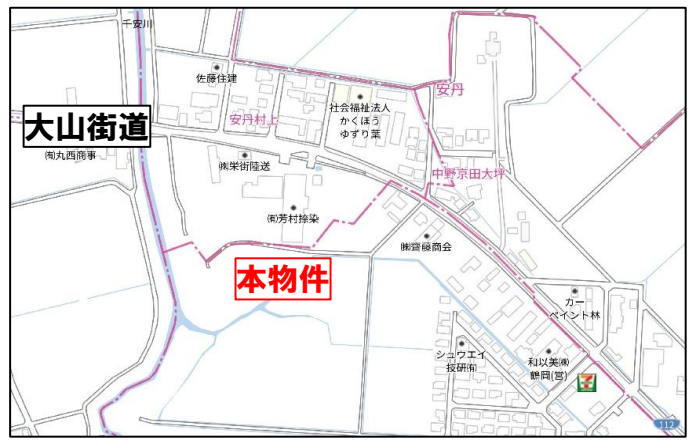 千安川
佐藤住建
安丹
社会福祉法人
かくほう
ゆずり葉
安丹村上
大山街道
㈲丸西商事
㈱栄街陸送
中野京田大坪
㈲芳村捺染
㈱齋藤商会
本物件
カー
ペイント林
シュウエイ
技研㈲
和以美㈱
鶴岡(営)
7
112